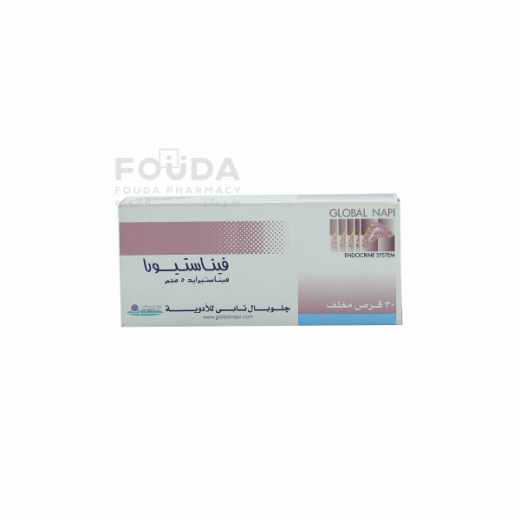 FOUDA
FOUDA PHARMACY
GLOBAL NAPI
ENDOCRINE SYSTEM
فيناستيورا
فيناستيرايد ٥ مجم
٣٠ قرص مغلف
جلوبال نابى للأدوية
www.globalnapi.com